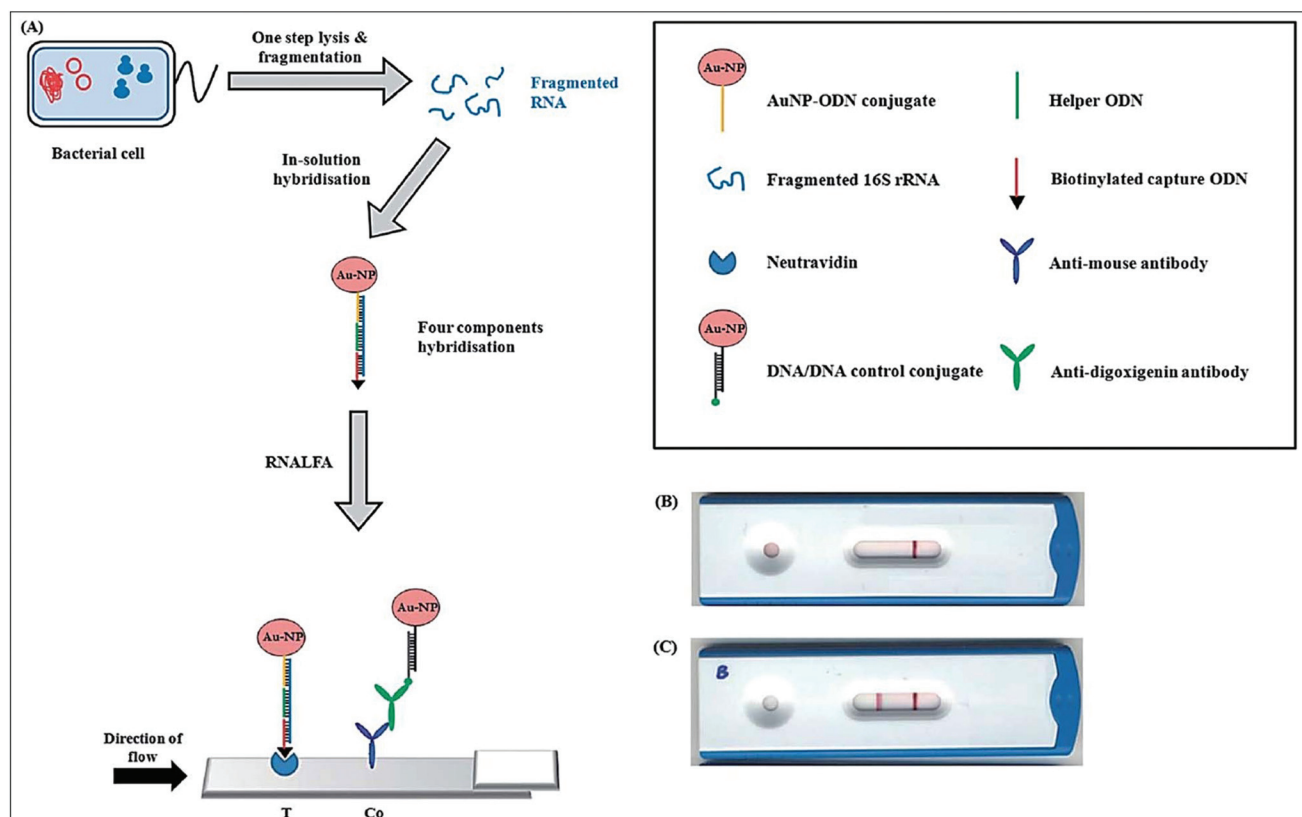 (A)
One step lysis &
fragmentation
Fragmented
RNA
Bacterial cell
In-solution
hybridisation
Au-NP
Four components
hybridisation
RNALFA
Au-NP
Au-NP
Direction of
flow
T
Co
Au-NP
AuNP-ODN conjugate
Helper ODN
Fragmented 16S rRNA
Biotinylated capture ODN
Neutravidin
Anti-mouse antibody
Au-NP
DNA/DNA control conjugate
Anti-digoxigenin antibody
(B)
(C)
B